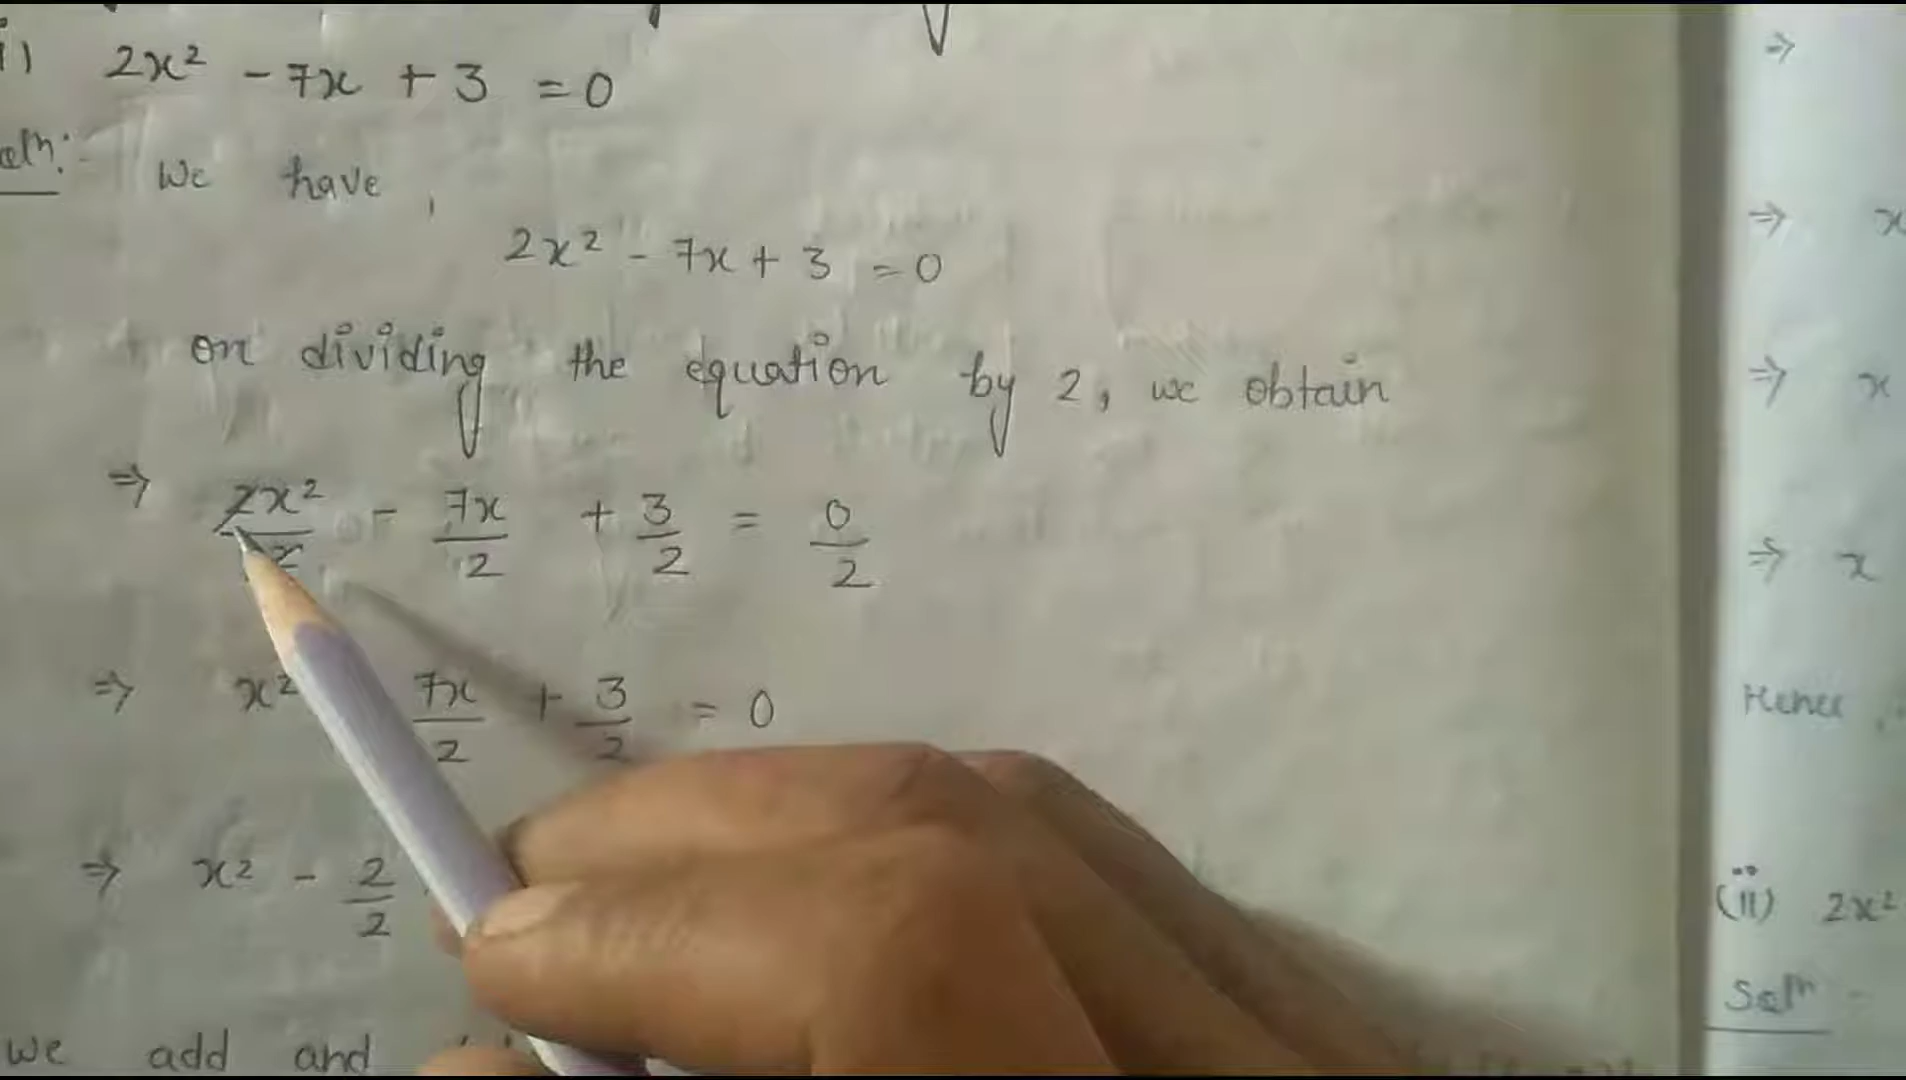 i) 2x² - 7x + 3 = 0
Solⁿ:- We have,
2x² - 7x + 3 = 0
on dividing the equation by 2, we obtain
⇒ 2x²/2 - 7x/2 + 3/2 = 0/2
⇒ x² 7x/2 + 3/2 = 0
⇒ x² - 2/2
we add and
⇒
⇒ x
⇒ x
⇒ x
Hence,
(ii) 2x²
Solⁿ -